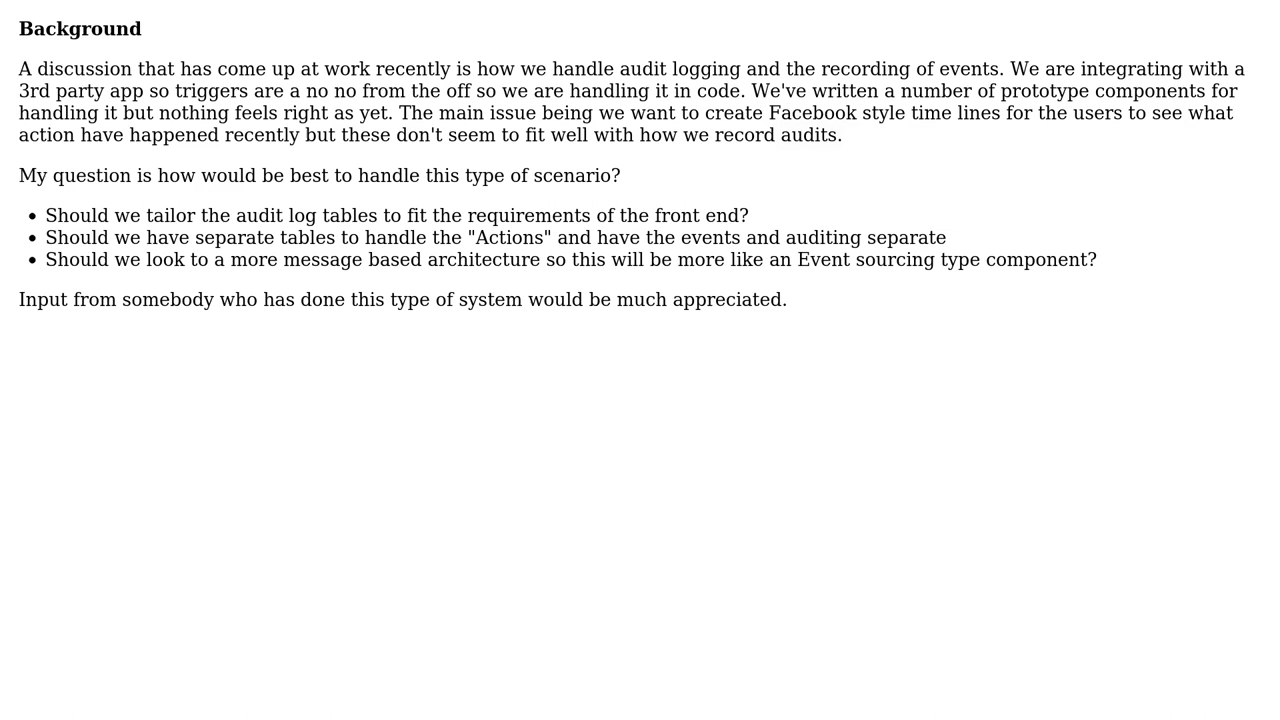 Background
A discussion that has come up at work recently is how we handle audit logging and the recording of events. We are integrating with a
3rd party app so triggers are a no no from the off so we are handling it in code. We've written a number of prototype components for
handling it but nothing feels right as yet. The main issue being we want to create Facebook style time lines for the users to see what
action have happened recently but these don't seem to fit well with how we record audits.
My question is how would be best to handle this type of scenario?
• Should we tailor the audit log tables to fit the requirements of the front end?
• Should we have separate tables to handle the "Actions" and have the events and auditing separate
• Should we look to a more message based architecture so this will be more like an Event sourcing type component?
Input from somebody who has done this type of system would be much appreciated.